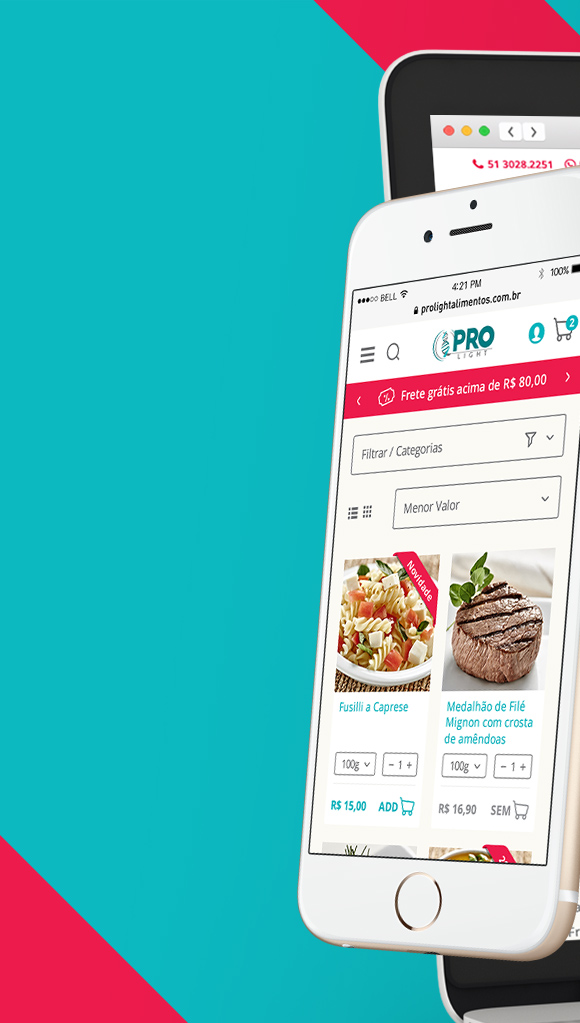 51 3028.2251
BELL
4:21 PM
100%
prolightalimentos.com.br
PRO
LIGHT
2
Frete grátis acima de R$ 80,00
Filtrar / Categorias
Menor Valor
Novidade
Fusilli a Caprese
Medalhão de Filé
Mignon com crosta
de amêndoas
100g
− 1 +
100g
− 1 +
R$ 15,00
ADD
R$ 16,90
SEM
Fr